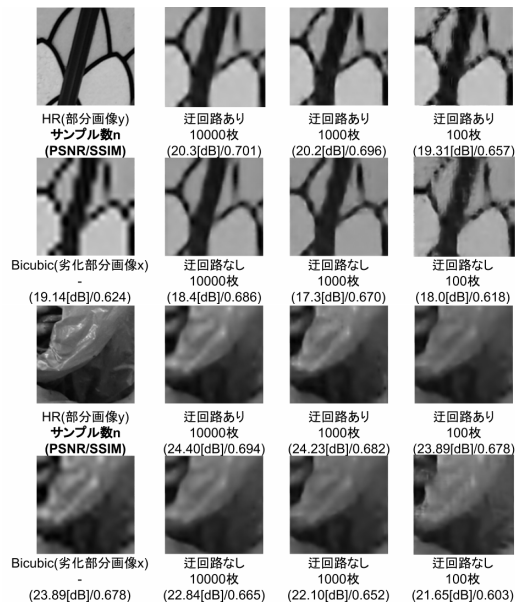 HR(部分画像y)
サンプル数n
(PSNR/SSIM)
迂回路あり
10000枚
(20.3[dB]/0.701)
迂回路あり
1000枚
(20.2[dB]/0.696)
迂回路あり
100枚
(19.31[dB]/0.657)
Bicubic(劣化部分画像x)
-
(19.14[dB]/0.624)
迂回路なし
10000枚
(18.4[dB]/0.686)
迂回路なし
1000枚
(17.3[dB]/0.670)
迂回路なし
100枚
(18.0[dB]/0.618)
HR(部分画像y)
サンプル数n
(PSNR/SSIM)
迂回路あり
10000枚
(24.40[dB]/0.694)
迂回路あり
1000枚
(24.23[dB]/0.682)
迂回路あり
100枚
(23.89[dB]/0.678)
Bicubic(劣化部分画像x)
-
(23.89[dB]/0.678)
迂回路なし
10000枚
(22.84[dB]/0.665)
迂回路なし
1000枚
(22.10[dB]/0.652)
迂回路なし
100枚
(21.65[dB]/0.603)